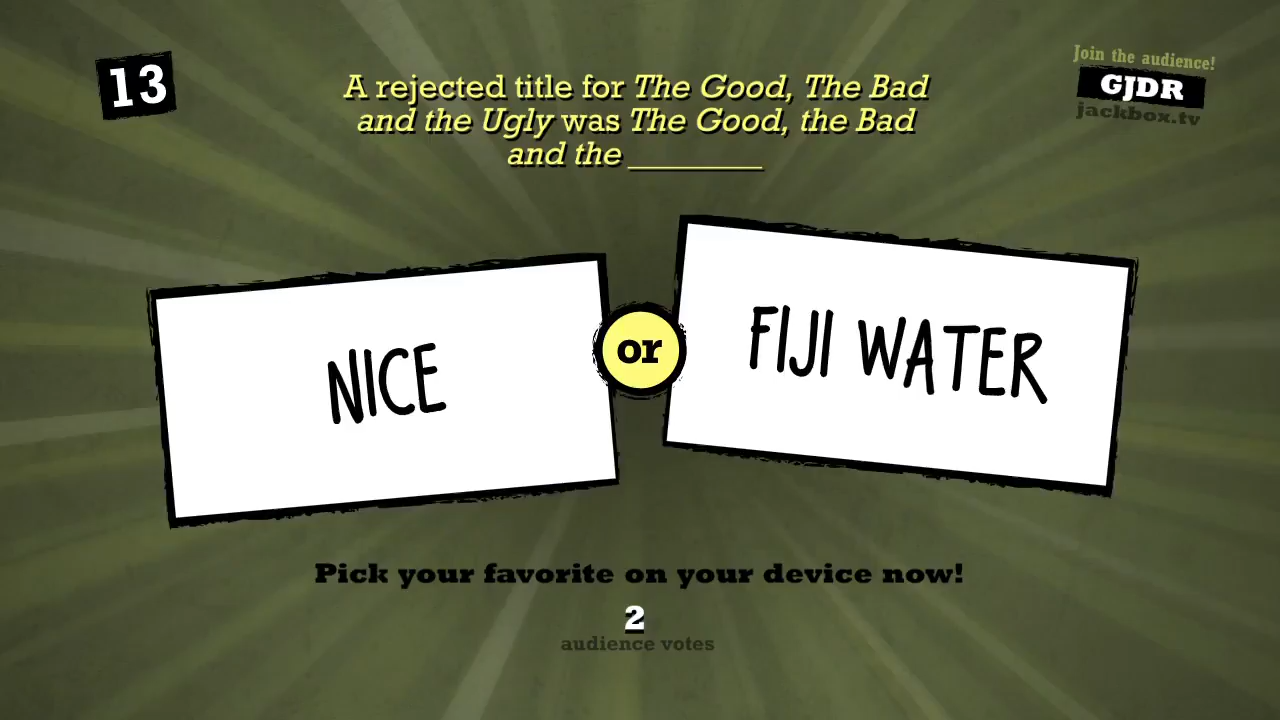 13
A rejected title for The Good, The Bad
and the Ugly was The Good, the Bad
and the ________
Join the audience!
GJDR
jackbox.tv
NICE
or
FIJI WATER
Pick your favorite on your device now!
2
audience votes